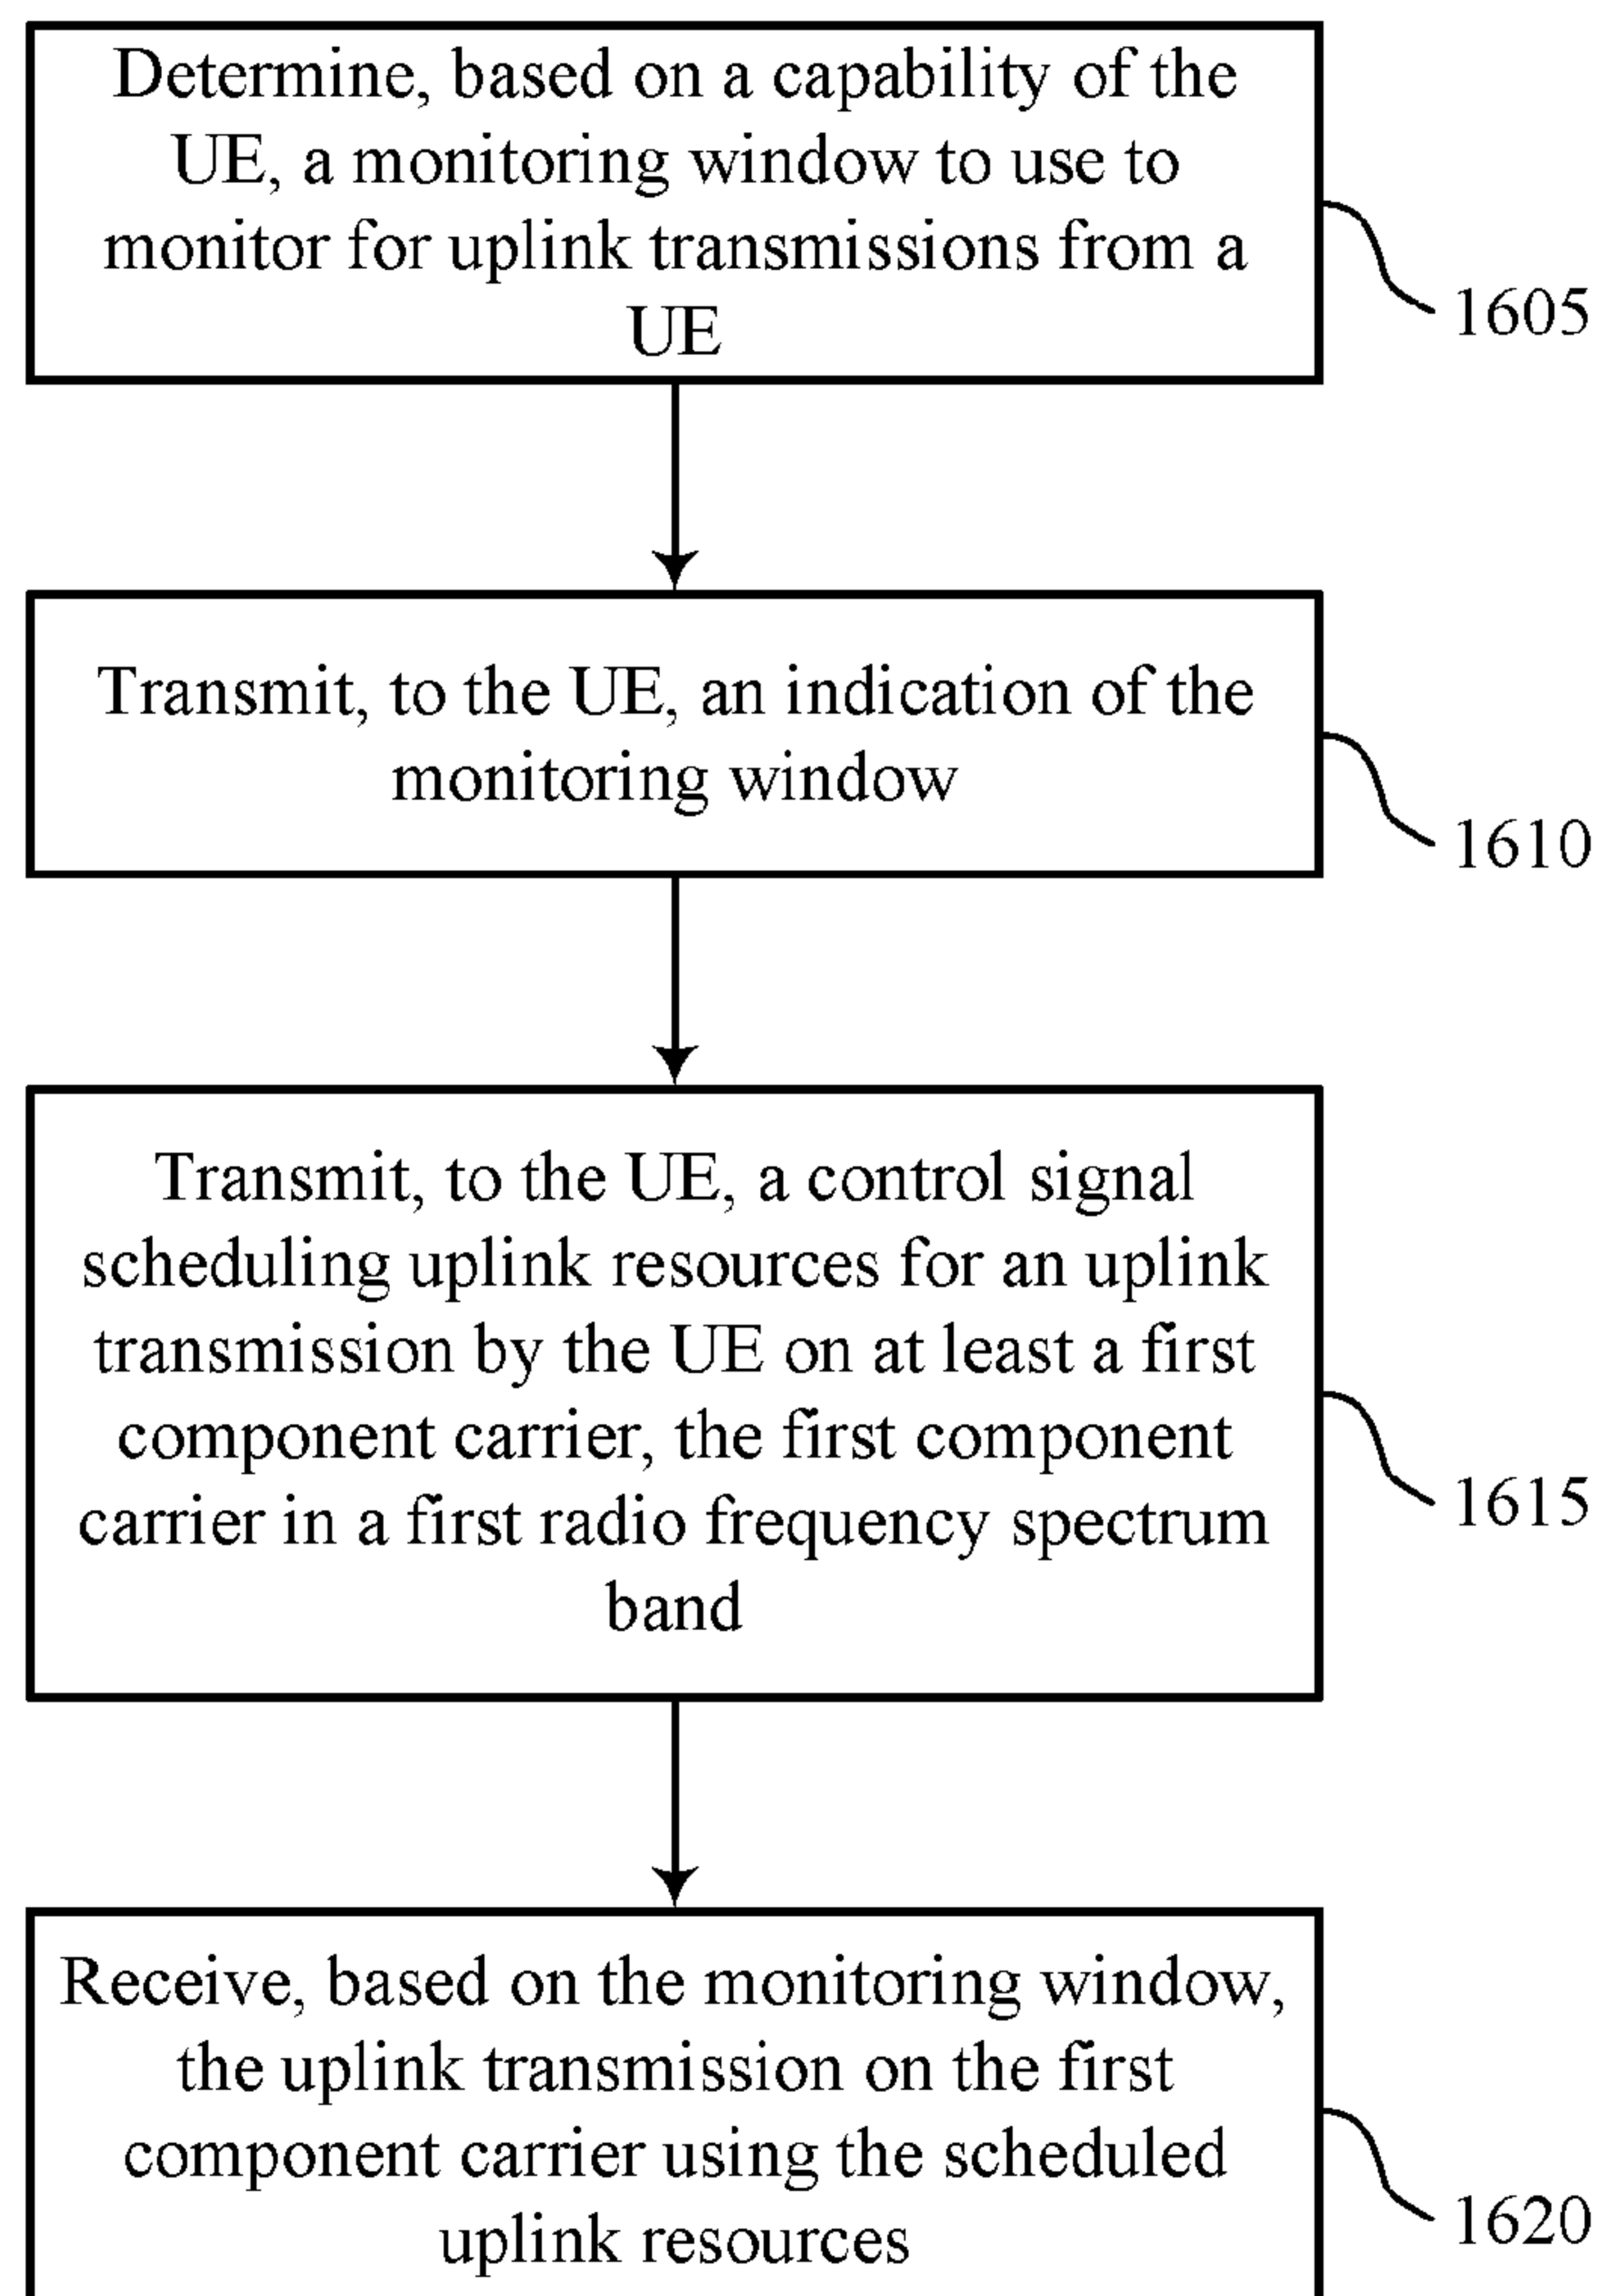 Determine, based on a capability of the
UE, a monitoring window to use to
monitor for uplink transmissions from a
UE
1605
Transmit, to the UE, an indication of the
monitoring window
1610
Transmit, to the UE, a control signal
scheduling uplink resources for an uplink
transmission by the UE on at least a first
component carrier, the first component
carrier in a first radio frequency spectrum
band
1615
Receive, based on the monitoring window,
the uplink transmission on the first
component carrier using the scheduled
uplink resources
1620